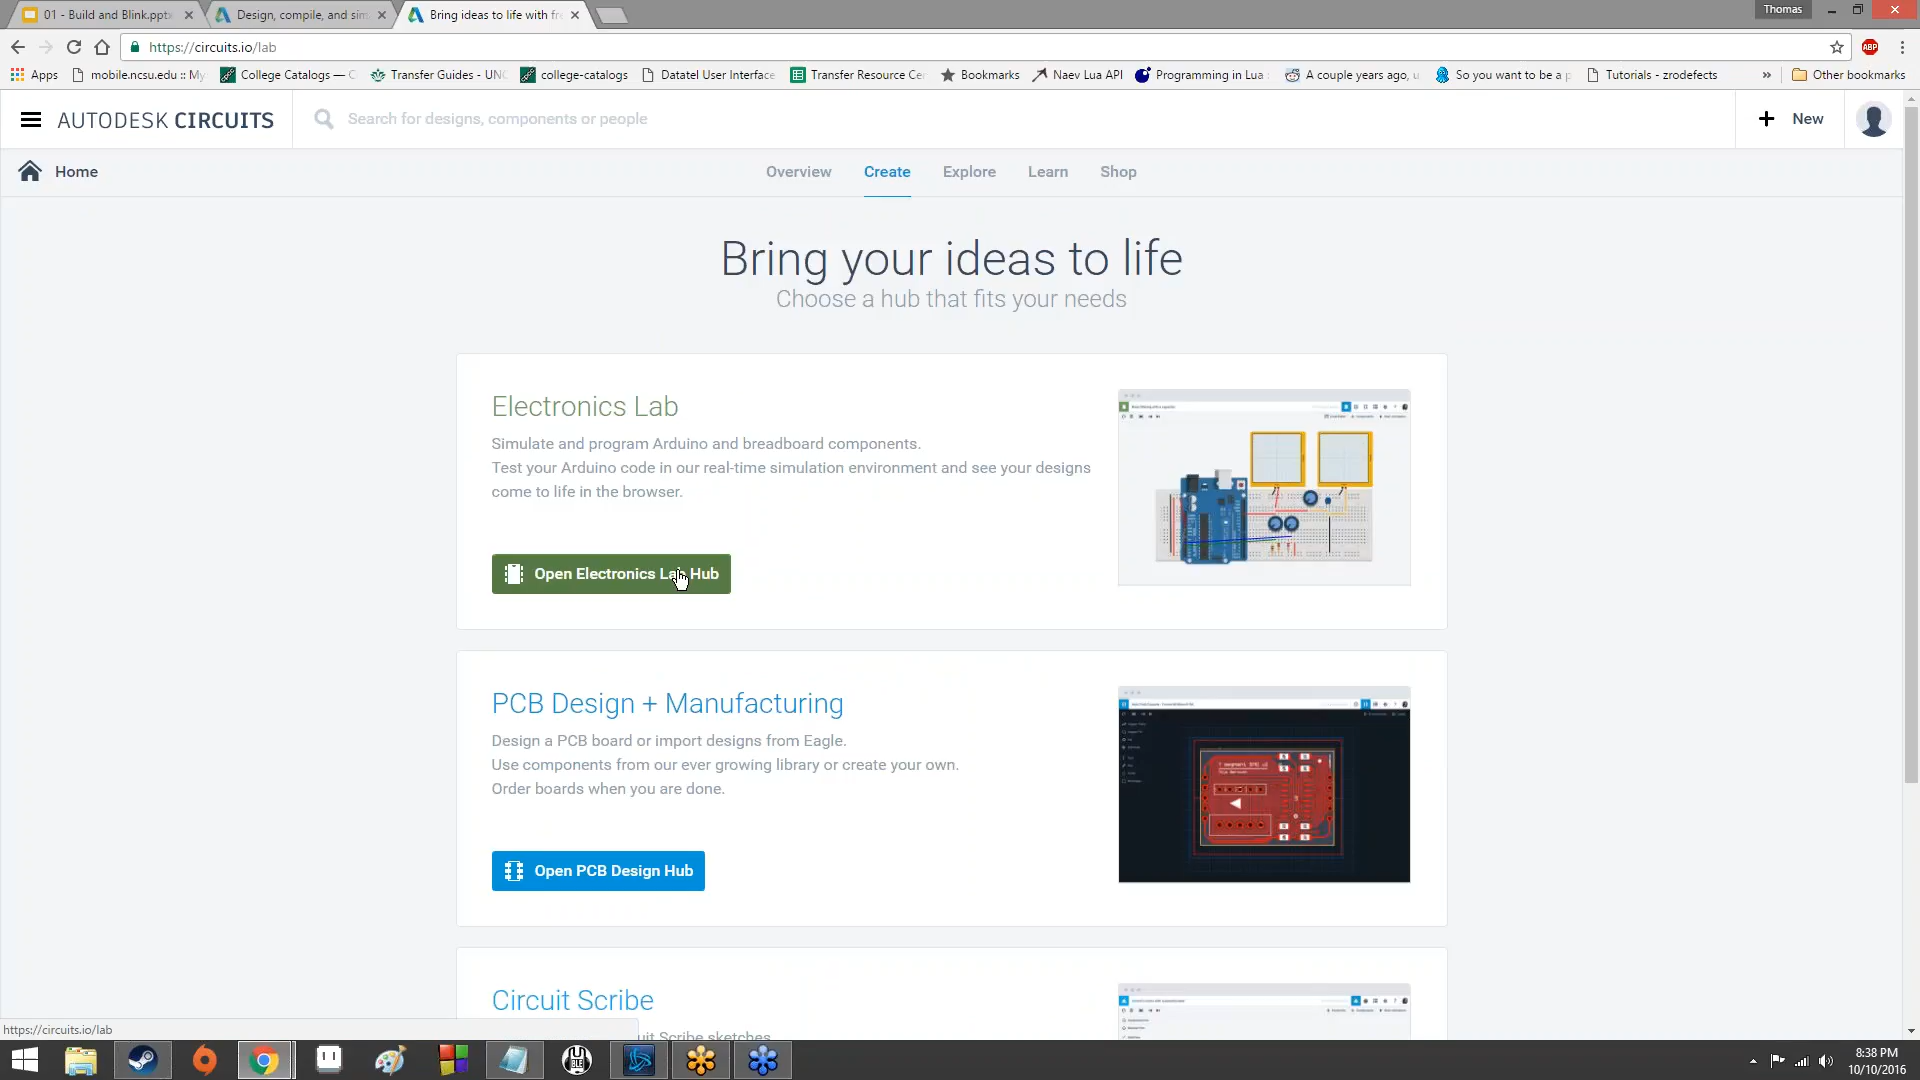 01 - Build and Blink.pptx
Design, compile, and sim
Bring ideas to life with fre
Thomas
https://circuits.io/lab
Apps
mobile.ncsu.edu :: My
College Catalogs —
Transfer Guides - UNC
college-catalogs
Datatel User Interface
Transfer Resource Ce
Bookmarks
Naev Lua API
Programming in Lua :
A couple years ago, u
So you want to be a p
Tutorials - zrodefects
»
Other bookmarks
AUTODESK CIRCUITS
Search for designs, components or people
New
Home
Overview
Create
Explore
Learn
Shop
Bring your ideas to life
Choose a hub that fits your needs
Electronics Lab
Simulate and program Arduino and breadboard components.
Test your Arduino code in our real-time simulation environment and see your designs
come to life in the browser.
Open Electronics Lab Hub
PCB Design + Manufacturing
Design a PCB board or import designs from Eagle.
Use components from our ever growing library or create your own.
Order boards when you are done.
Open PCB Design Hub
Circuit Scribe
uit Scribe sketches
https://circuits.io/lab
8:38 PM
10/10/2016